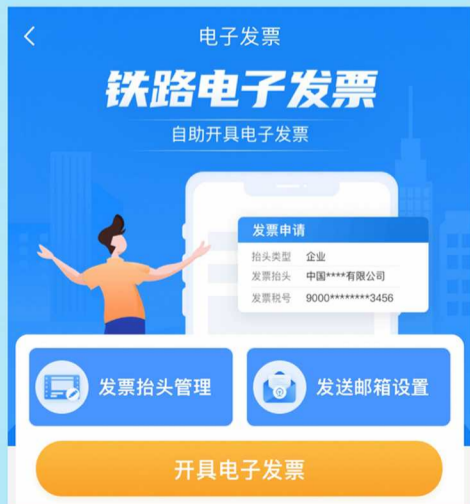 电子发票
铁路电子发票
自助开具电子发票
发票申请
抬头类型 企业
发票抬头 中国****有限公司
发票税号 9000********3456
发票抬头管理
发送邮箱设置
开具电子发票